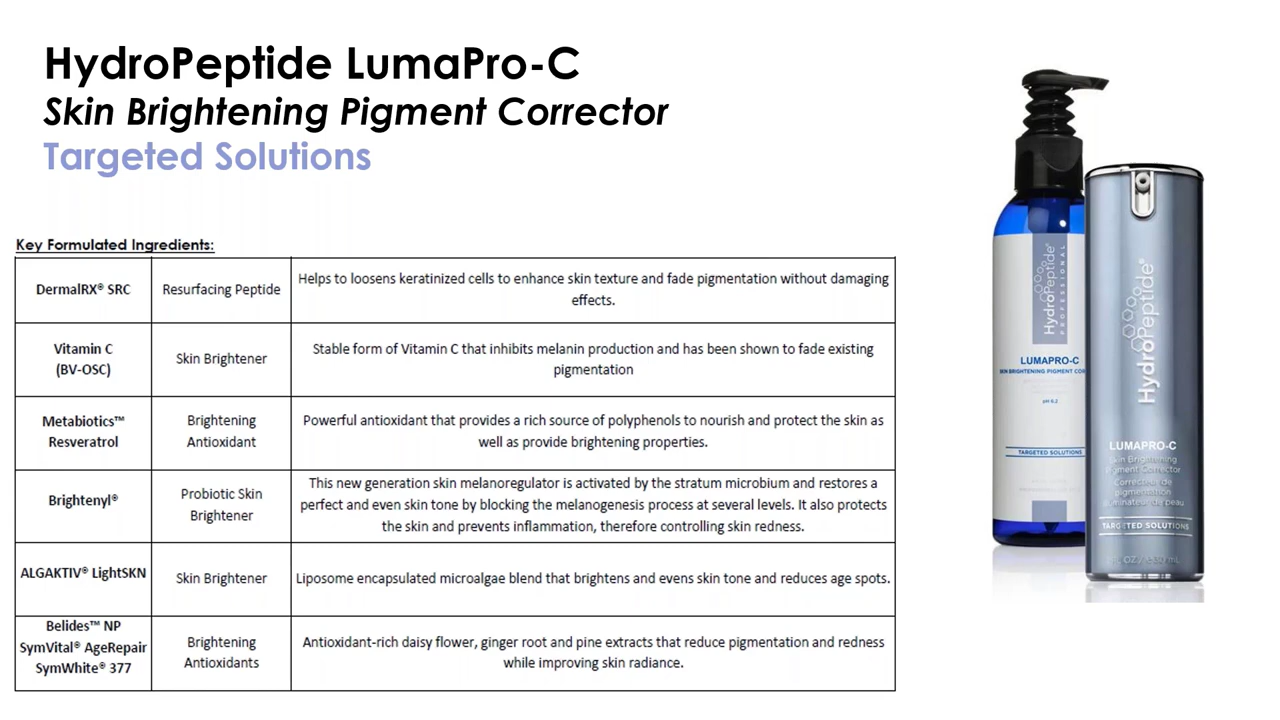 HydroPeptide LumaPro-C
Skin Brightening Pigment Corrector
Targeted Solutions
Key Formulated Ingredients:
DermalRX® SRC
Resurfacing Peptide
Helps to loosens keratinized cells to enhance skin texture and fade pigmentation without damaging
effects.
Vitamin C
(BV-OSC)
Skin Brightener
Stable form of Vitamin C that inhibits melanin production and has been shown to fade existing
pigmentation
Metabiotics™
Resveratrol
Brightening
Antioxidant
Powerful antioxidant that provides a rich source of polyphenols to nourish and protect the skin as
well as provide brightening properties.
Brightenyl®
Probiotic Skin
Brightener
This new generation skin melanoregulator is activated by the stratum microbium and restores a
perfect and even skin tone by blocking the melanogenesis process at several levels. It also protects
the skin and prevents inflammation, therefore controlling skin redness.
ALGAKTIV® LightSKN
Skin Brightener
Liposome encapsulated microalgae blend that brightens and evens skin tone and reduces age spots.
Belides™ NP
SymVital® AgeRepair
SymWhite® 377
Brightening
Antioxidants
Antioxidant-rich daisy flower, ginger root and pine extracts that reduce pigmentation and redness
while improving skin radiance.
HydroPeptide®
PROFESSIONAL
LUMAPRO-C
SKIN BRIGHTENING PIGMENT COR
pH 6.2
TARGETED SOLUTIONS
HydroPeptide®
LUMAPRO-C
Skin Brightening
Pigment Corrector
Correcteur de
pigmentation
illuminateur de peau
TARGETED SOLUTIONS